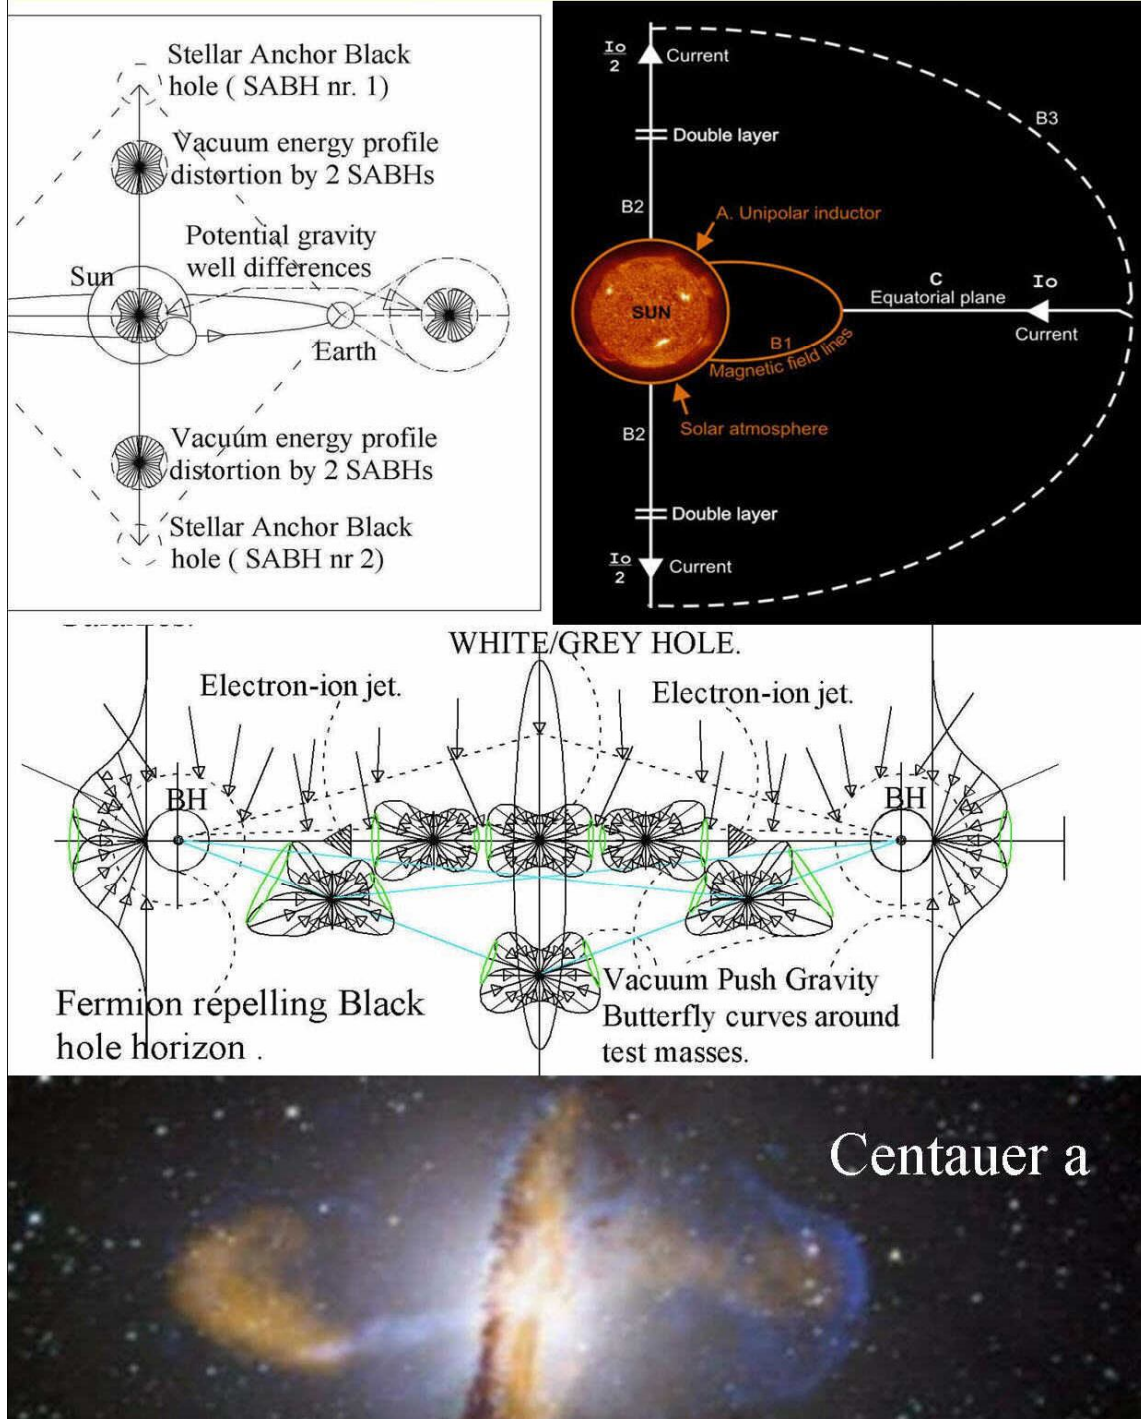 Stellar Anchor Black
hole ( SABH nr. 1)
Vacuum energy profile
distortion by 2 SABHs
Potential gravity
well differences
Sun
Earth
Vacuum energy profile
distortion by 2 SABHs
Stellar Anchor Black
hole ( SABH nr 2)
Io
2
Current
B3
Double layer
B2
A. Unipolar inductor
C
Io
Equatorial plane
SUN
Current
B1
Magnetic field lines
B2
Solar atmosphere
Double layer
Io
2
Current
WHITE/GREY HOLE.
Electron-ion jet.
Electron-ion jet.
BH
BH
Fermion repelling Black
hole horizon .
Vacuum Push Gravity
Butterfly curves around
test masses.
Centauer a